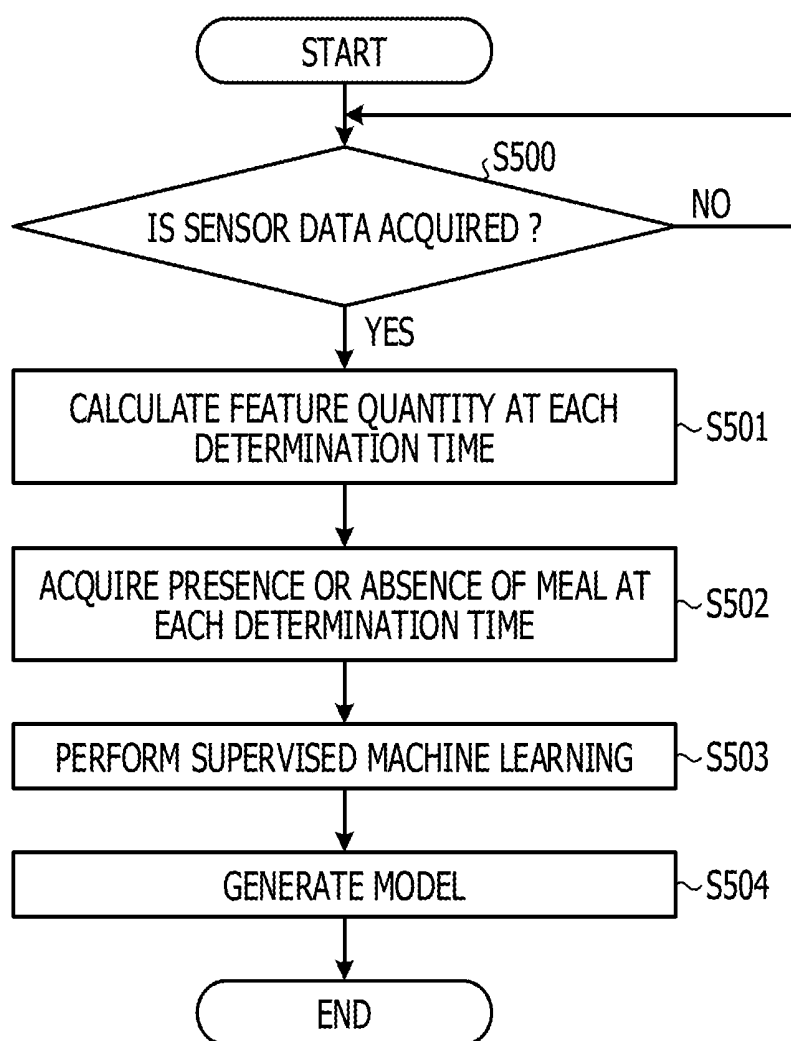 START
S500
IS SENSOR DATA ACQUIRED ?
NO
YES
CALCULATE FEATURE QUANTITY AT EACH
DETERMINATION TIME
S501
ACQUIRE PRESENCE OR ABSENCE OF MEAL AT
EACH DETERMINATION TIME
S502
PERFORM SUPERVISED MACHINE LEARNING
S503
GENERATE MODEL
S504
END